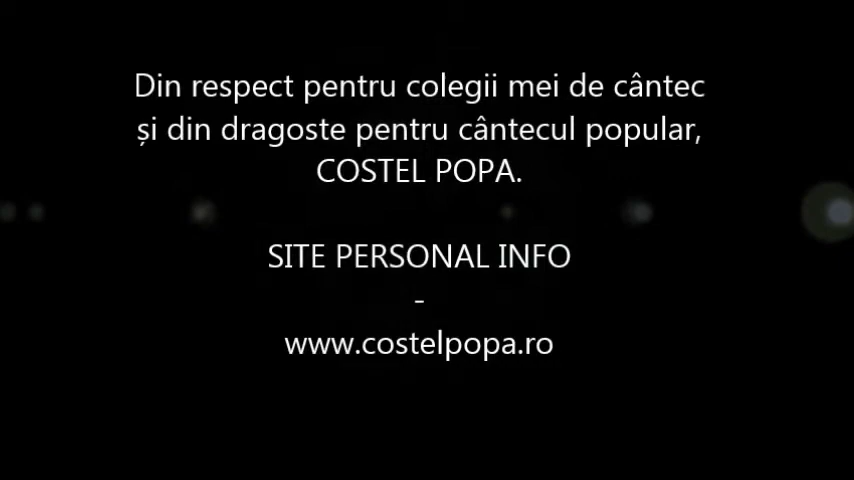 Din respect pentru colegii mei de cântec
și din dragoste pentru cântecul popular,
COSTEL POPA.
SITE PERSONAL INFO
-
www.costelpopa.ro